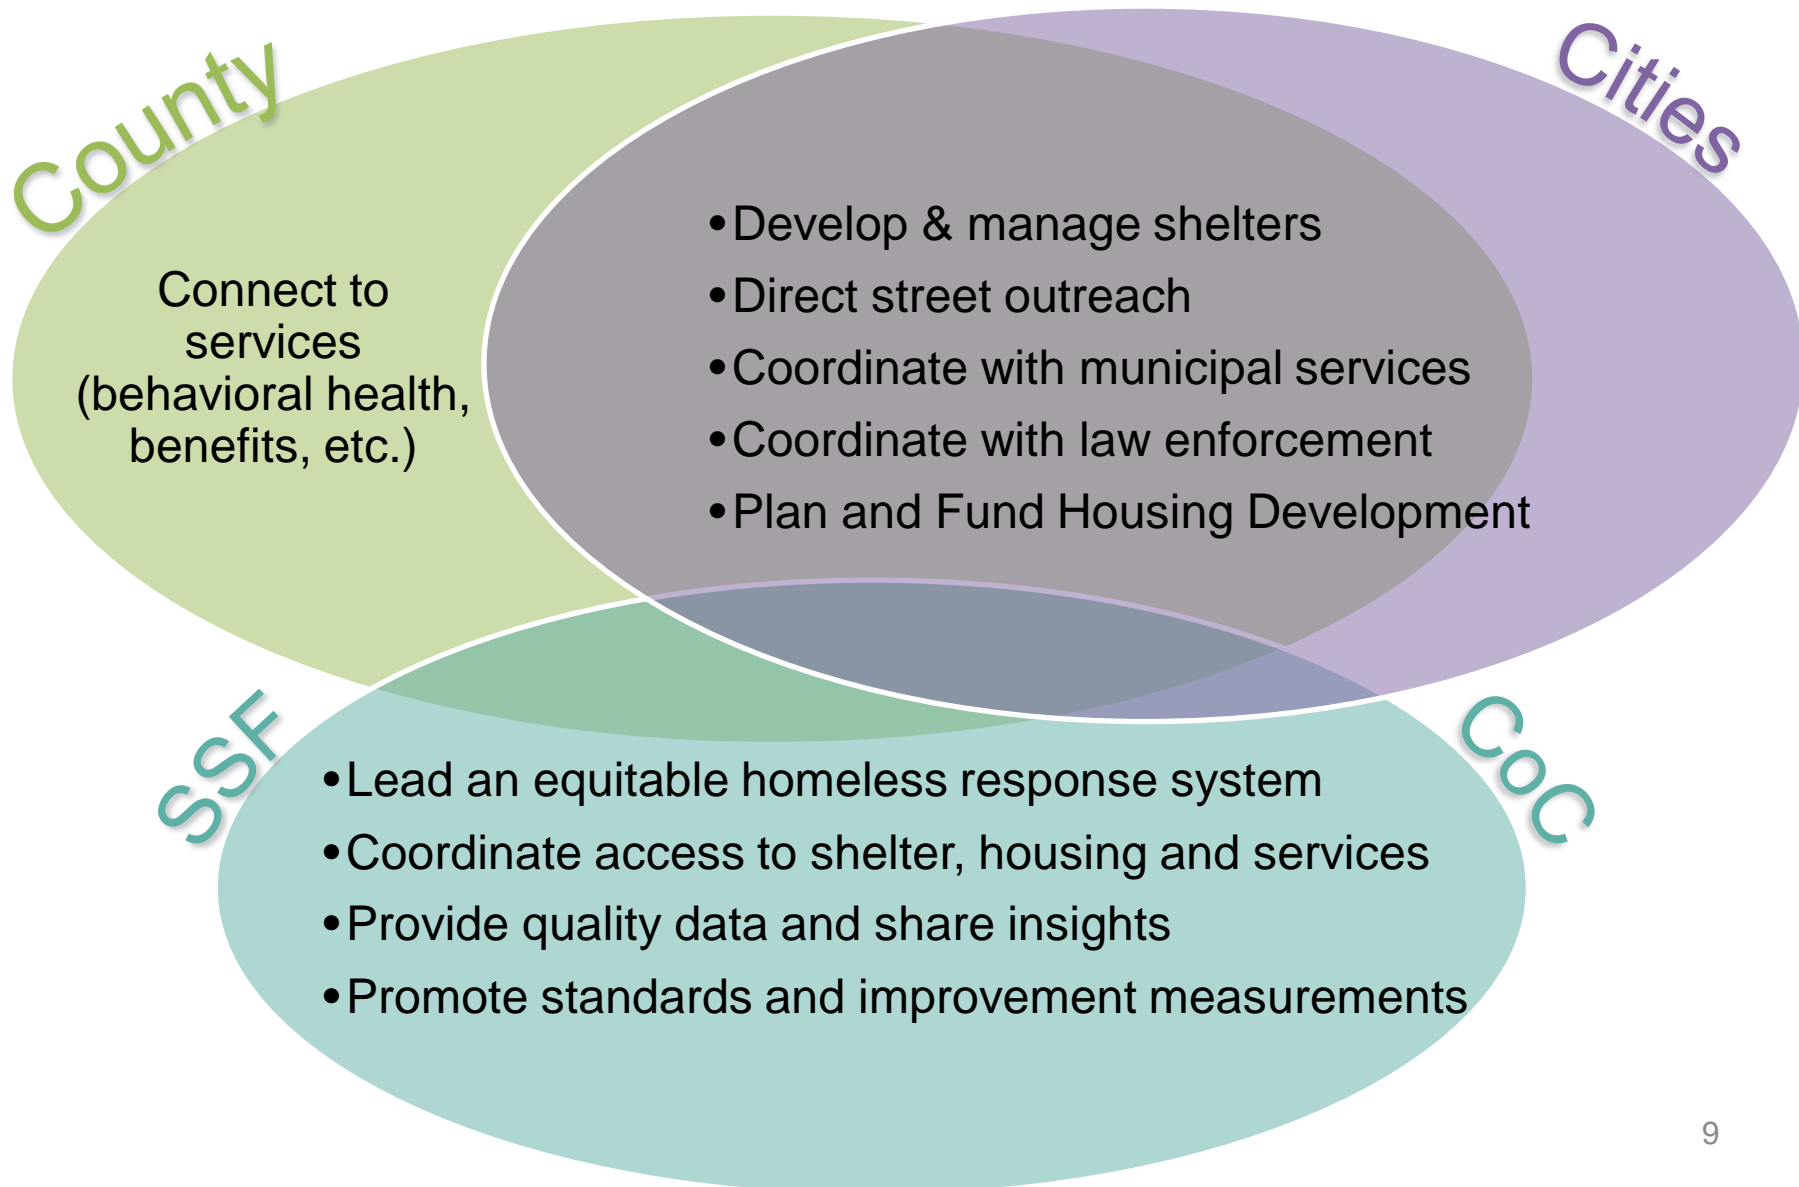 County
Cities
Connect to
services
(behavioral health,
benefits, etc.)
•Develop & manage shelters
•Direct street outreach
•Coordinate with municipal services
•Coordinate with law enforcement
•Plan and Fund Housing Development
SSF
CoC
•Lead an equitable homeless response system
•Coordinate access to shelter, housing and services
•Provide quality data and share insights
•Promote standards and improvement measurements
9